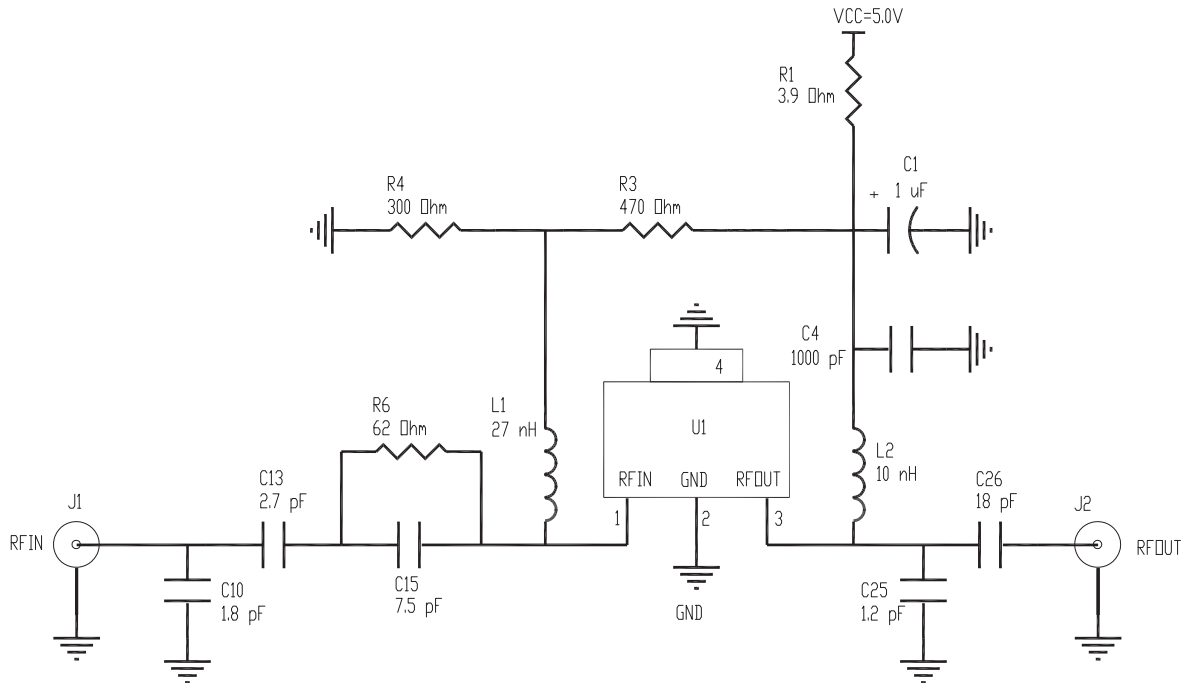 VCC=5.0V
R1
3.9 Ohm
C1
+ 1 uF
R4
300 Ohm
R3
470 Ohm
C4
1000 pF
4
U1
RFIN GND RFOUT
1 2 3
R6
62 Ohm
L1
27 nH
L2
10 nH
C13
2.7 pF
C26
18 pF
J1
RFIN
J2
RFOUT
C10
1.8 pF
C15
7.5 pF
C25
1.2 pF
GND